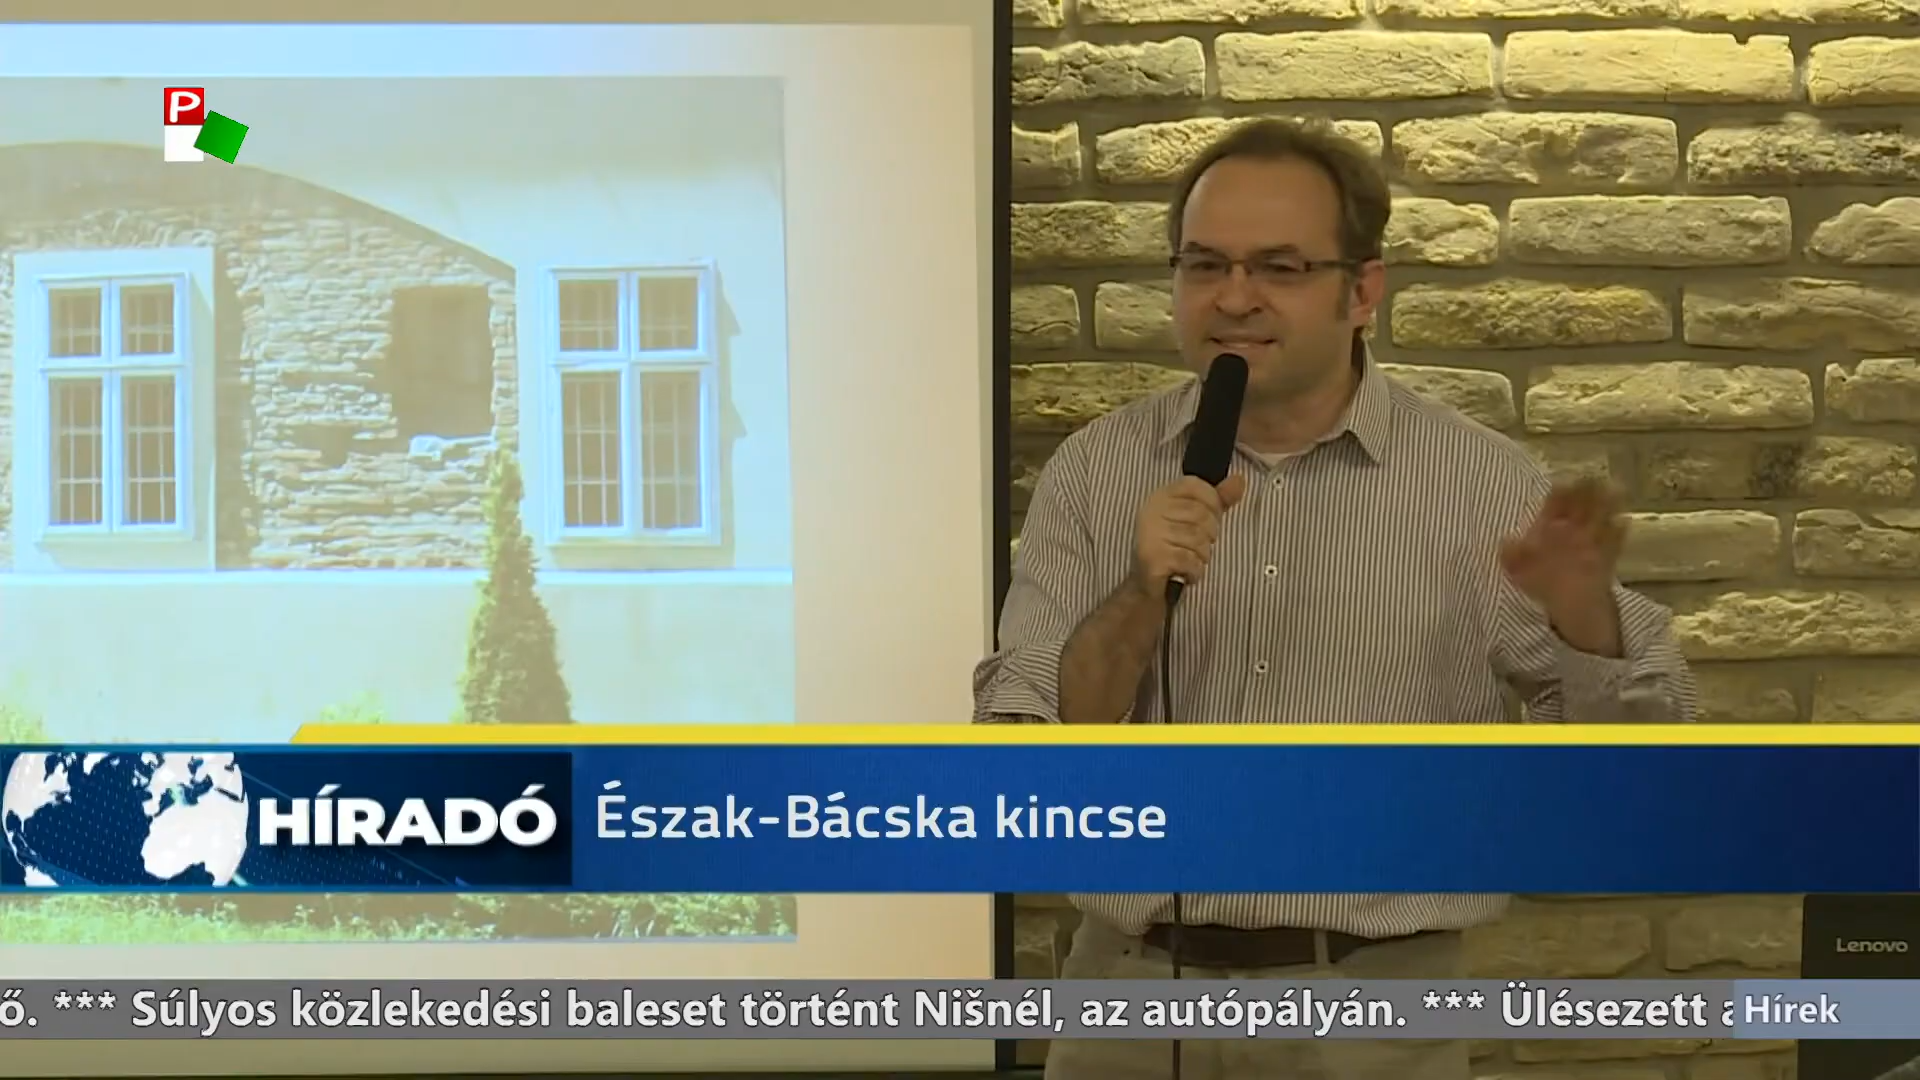 P
HÍRADÓ
Észak-Bácska kincse
Lenovo
ő. *** Súlyos közlekedési baleset történt Nišnél, az autópályán. *** Ülésezett a
Hírek